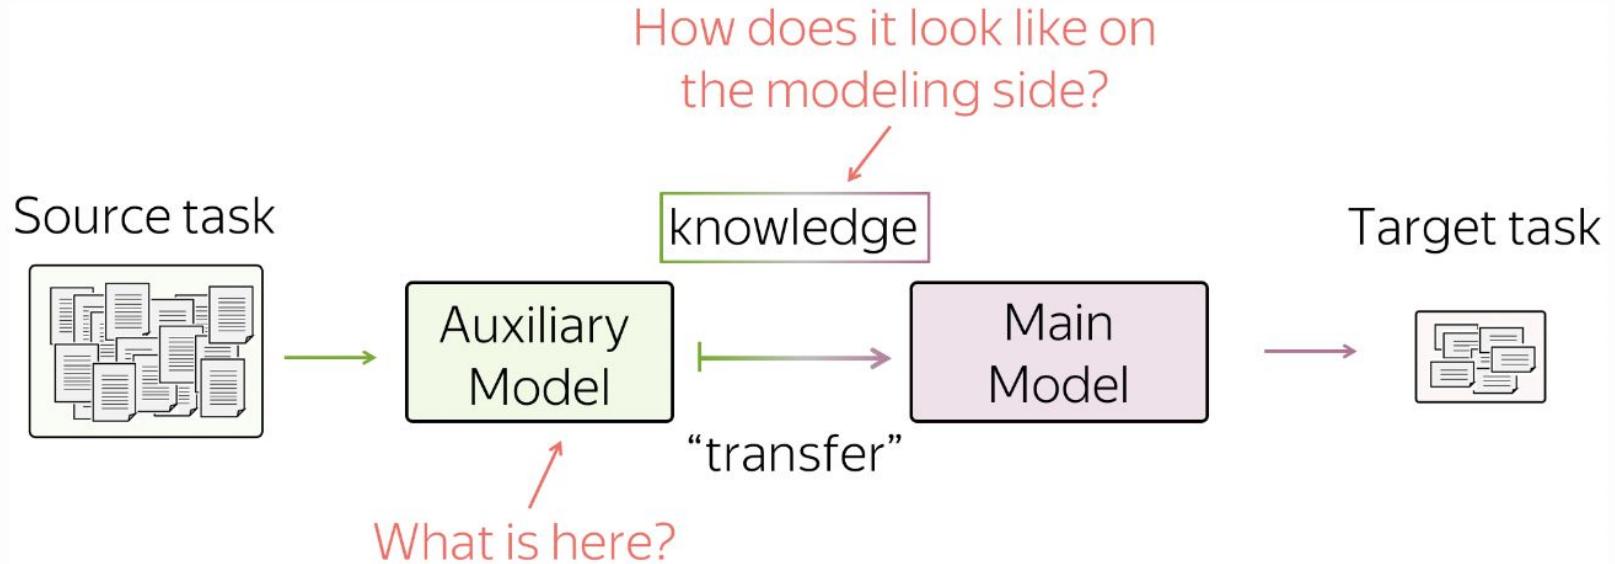 How does it look like on
the modeling side?
Source task
knowledge
Target task
Auxiliary
Model
Main
Model
“transfer”
What is here?